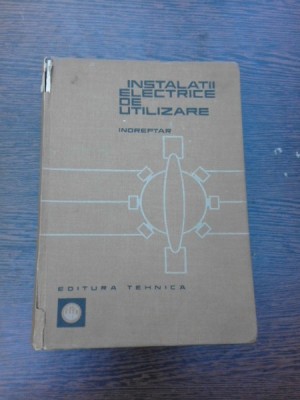 INSTALATII
ELECTRICE
DE
UTILIZARE
INDREPTAR
EDITURA TEHNICA